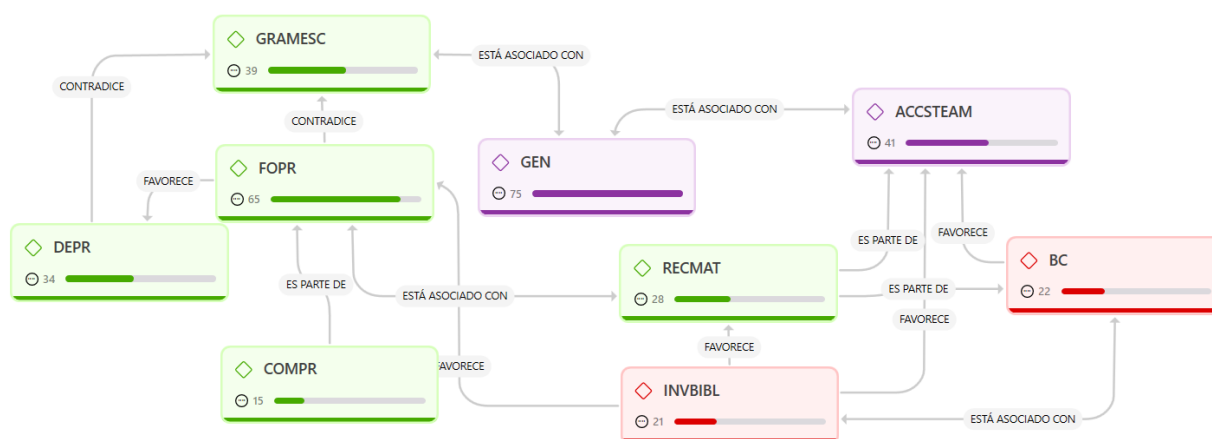 GRAMESC
39
ESTÁ ASOCIADO CON
CONTRADICE
ESTÁ ASOCIADO CON
ACCSTEAM
41
CONTRADICE
GEN
75
FOPR
65
FAVORECE
DEPR
34
ES PARTE DE
FAVORECE
RECMAT
28
BC
22
ES PARTE DE
ESTÁ ASOCIADO CON
ES PARTE DE
FAVORECE
FAVORECE
COMPR
15
AVORECE
INVBIBL
21
ESTÁ ASOCIADO CON